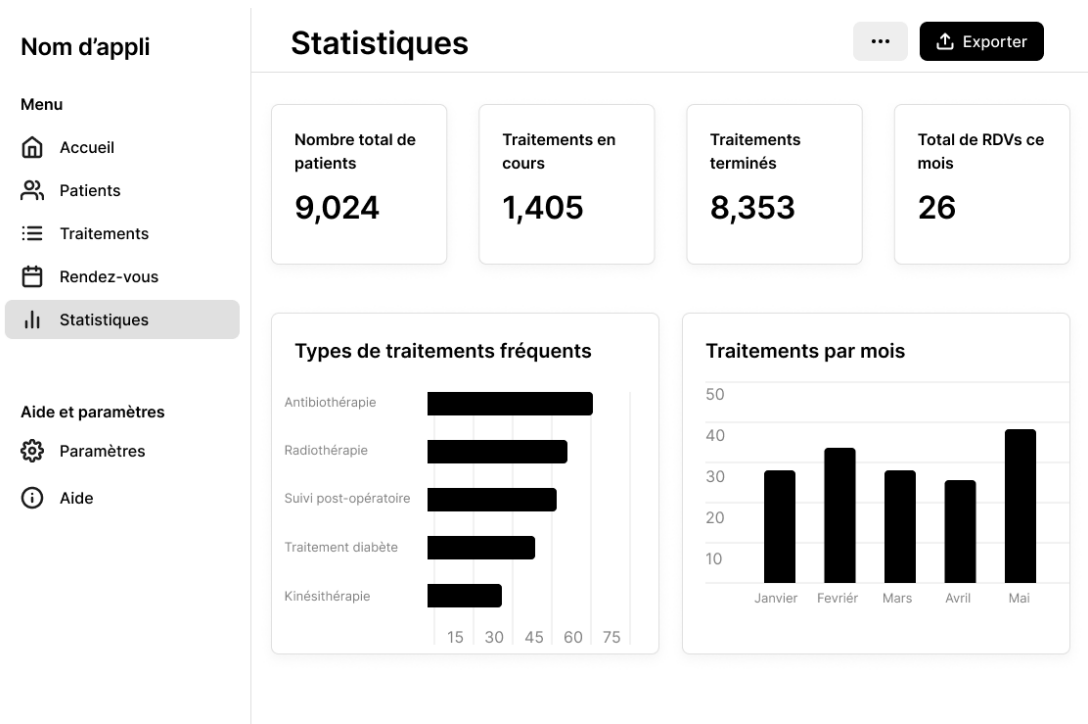 Nom d’appli
Menu
Accueil
Patients
Traitements
Rendez-vous
Statistiques
Aide et paramètres
Paramètres
Aide
Statistiques
...
Exporter
Nombre total de
patients
9,024
Traitements en
cours
1,405
Traitements
terminés
8,353
Total de RDVs ce
mois
26
Types de traitements fréquents
Antibiothérapie
Radiothérapie
Suivi post-opératoire
Traitement diabète
Kinésithérapie
15 30 45 60 75
Traitements par mois
50
40
30
20
10
Janvier Fevriér Mars Avril Mai